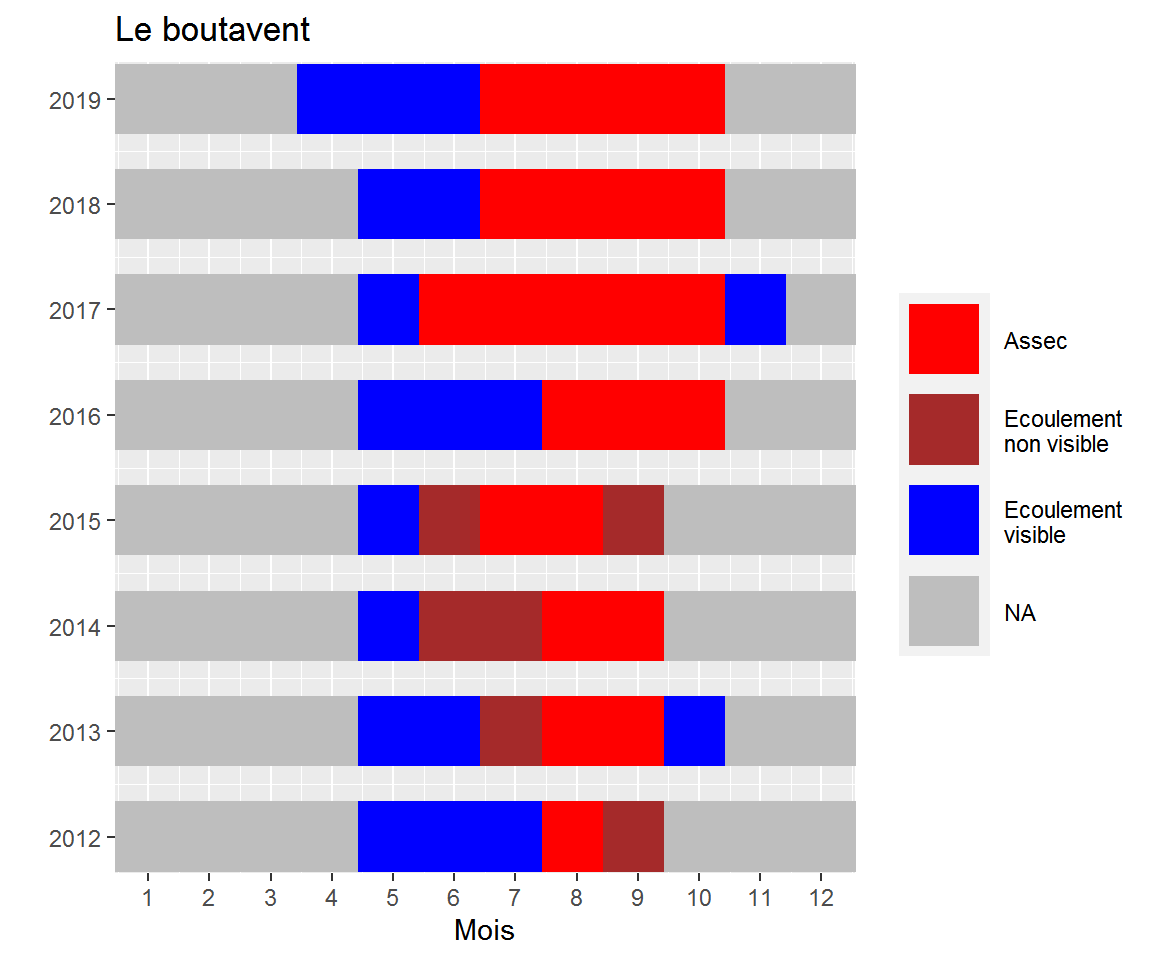 Le boutavent
2019
2018
2017
2016
2015
2014
2013
2012
1 2 3 4 5 6 7 8 9 10 11 12
Mois
Assec
Ecoulement
non visible
Ecoulement
visible
NA